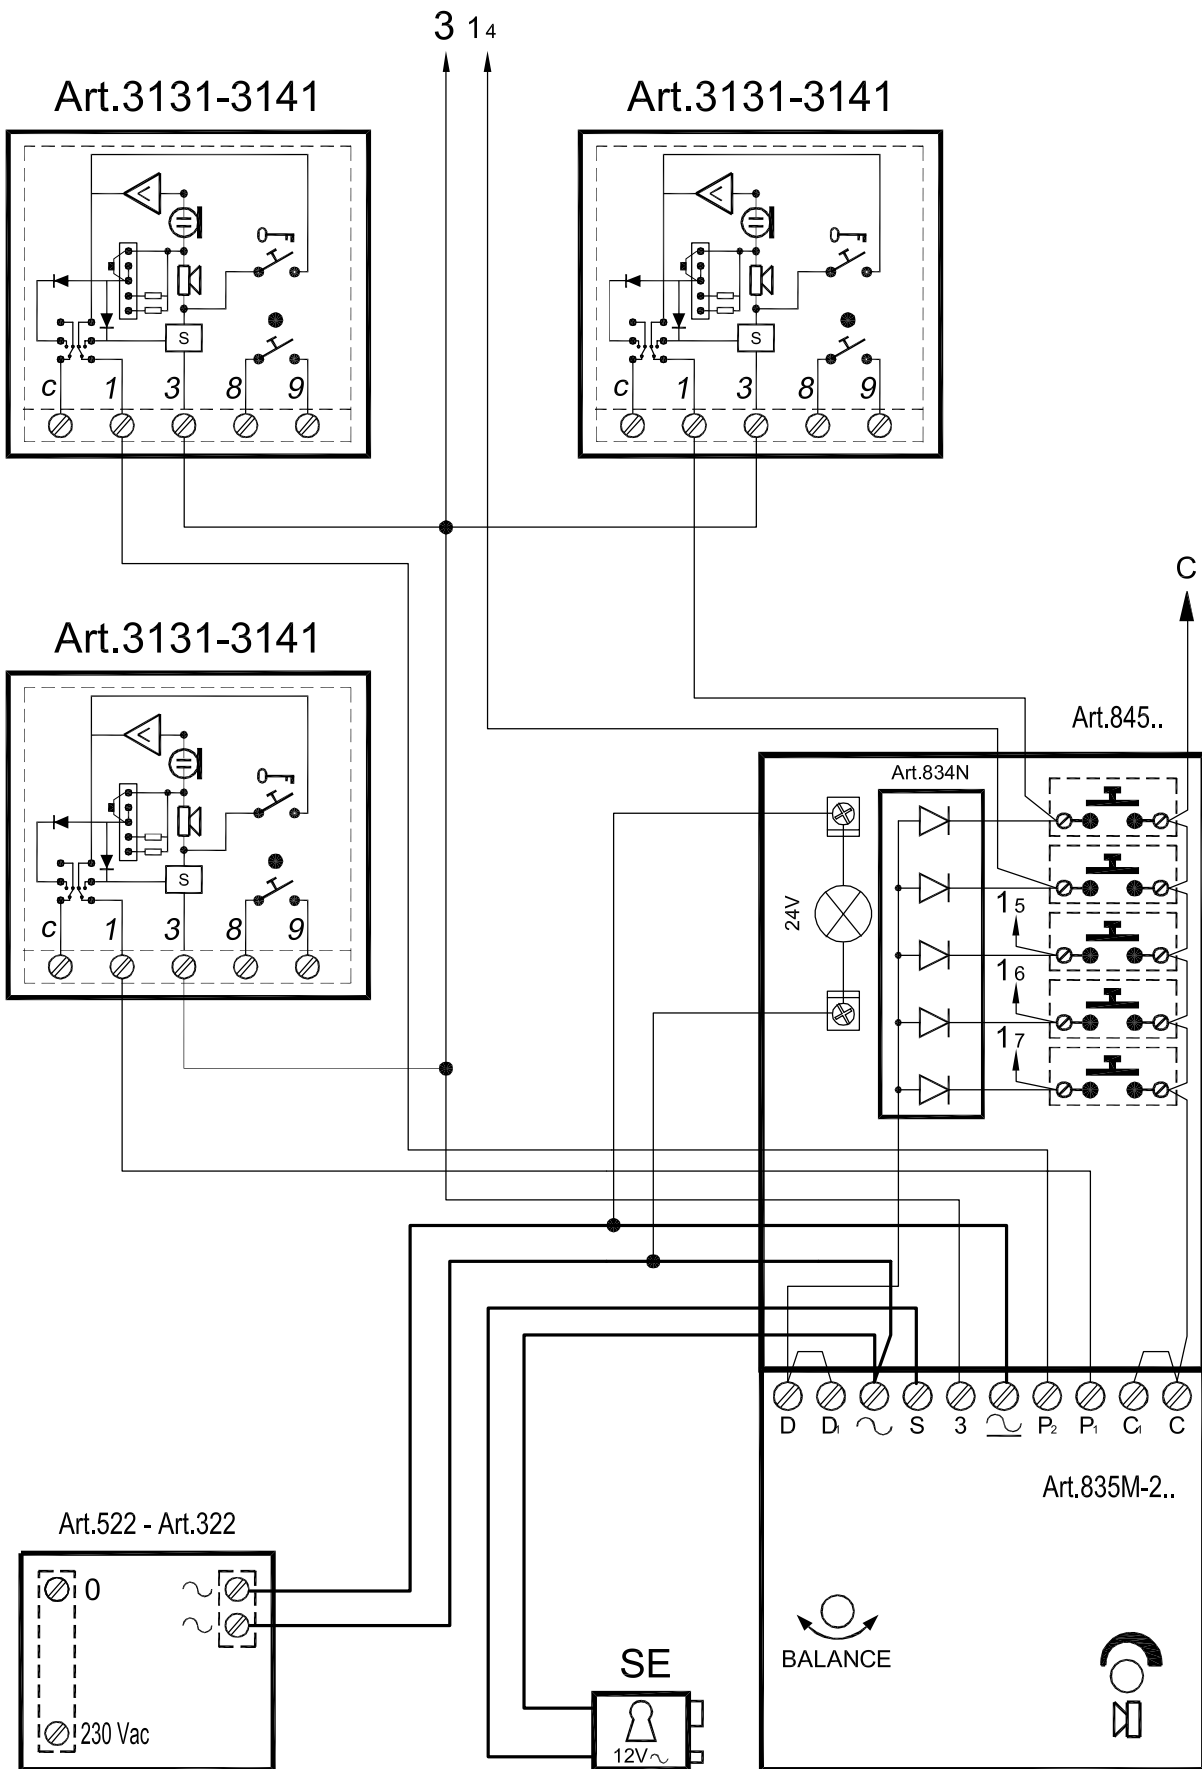 3 14
Art.3131-3141
Art.3131-3141
S
S
c 1 3 8 9
c 1 3 8 9
C
Art.3131-3141
Art.845..
Art.834N
S
24V
15
c 1 3 8 9
16
17
D D1 S 3 P2 P1 C1 C
Art.835M-2..
Art.522 - Art.322
0
230 Vac
SE
12V~
BALANCE